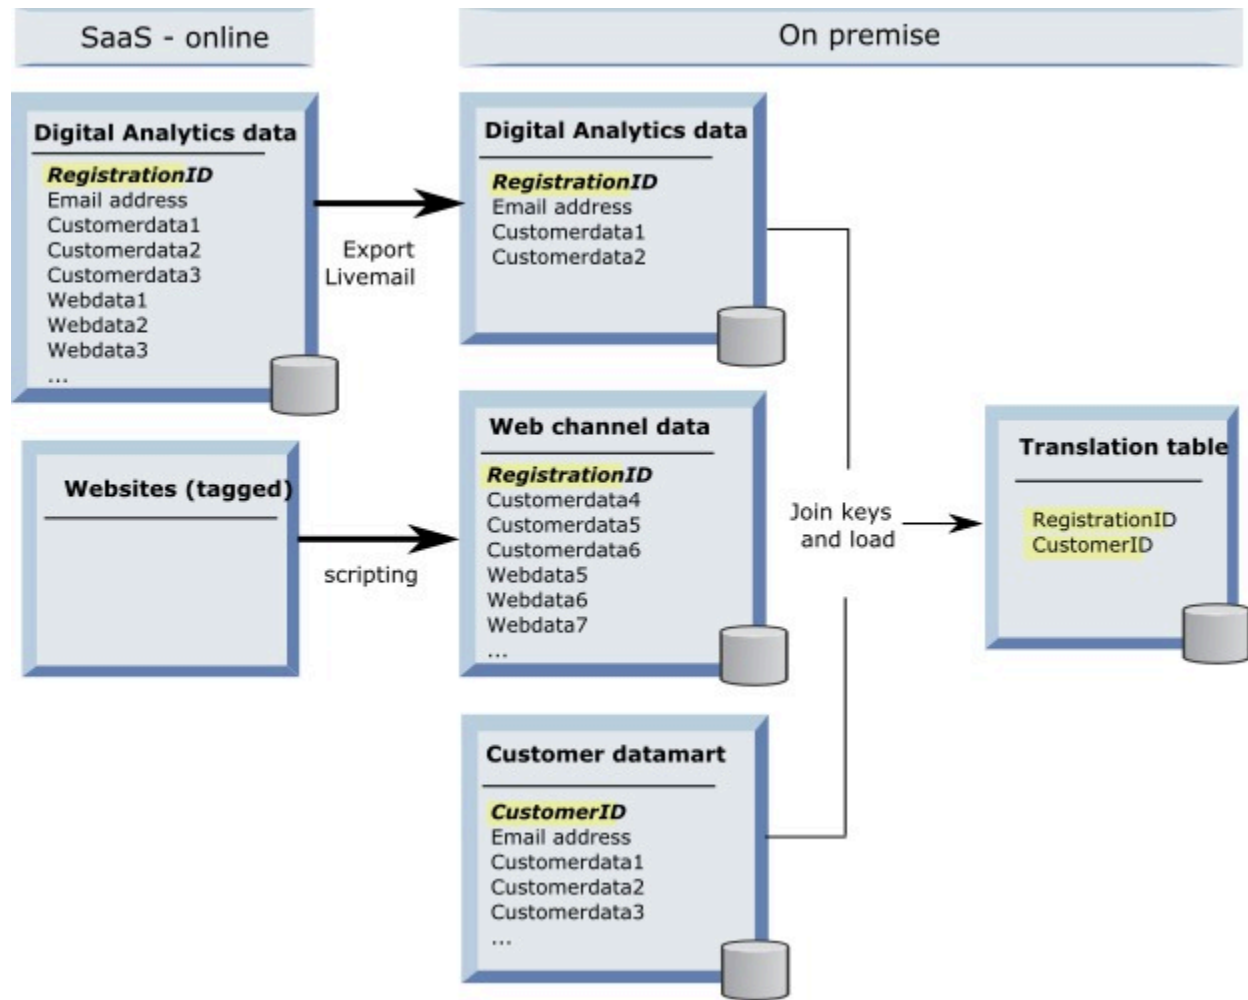 SaaS - online
On premise
Digital Analytics data
RegistrationID
Email address
Customerdata1
Customerdata2
Customerdata3
Webdata1
Webdata2
Webdata3
...
Export
Livemail
Digital Analytics data
RegistrationID
Email address
Customerdata1
Customerdata2
Websites (tagged)
scripting
Web channel data
RegistrationID
Customerdata4
Customerdata5
Customerdata6
Webdata5
Webdata6
Webdata7
...
Customer datamart
CustomerID
Email address
Customerdata1
Customerdata2
Customerdata3
...
Join keys
and load
Translation table
RegistrationID
CustomerID